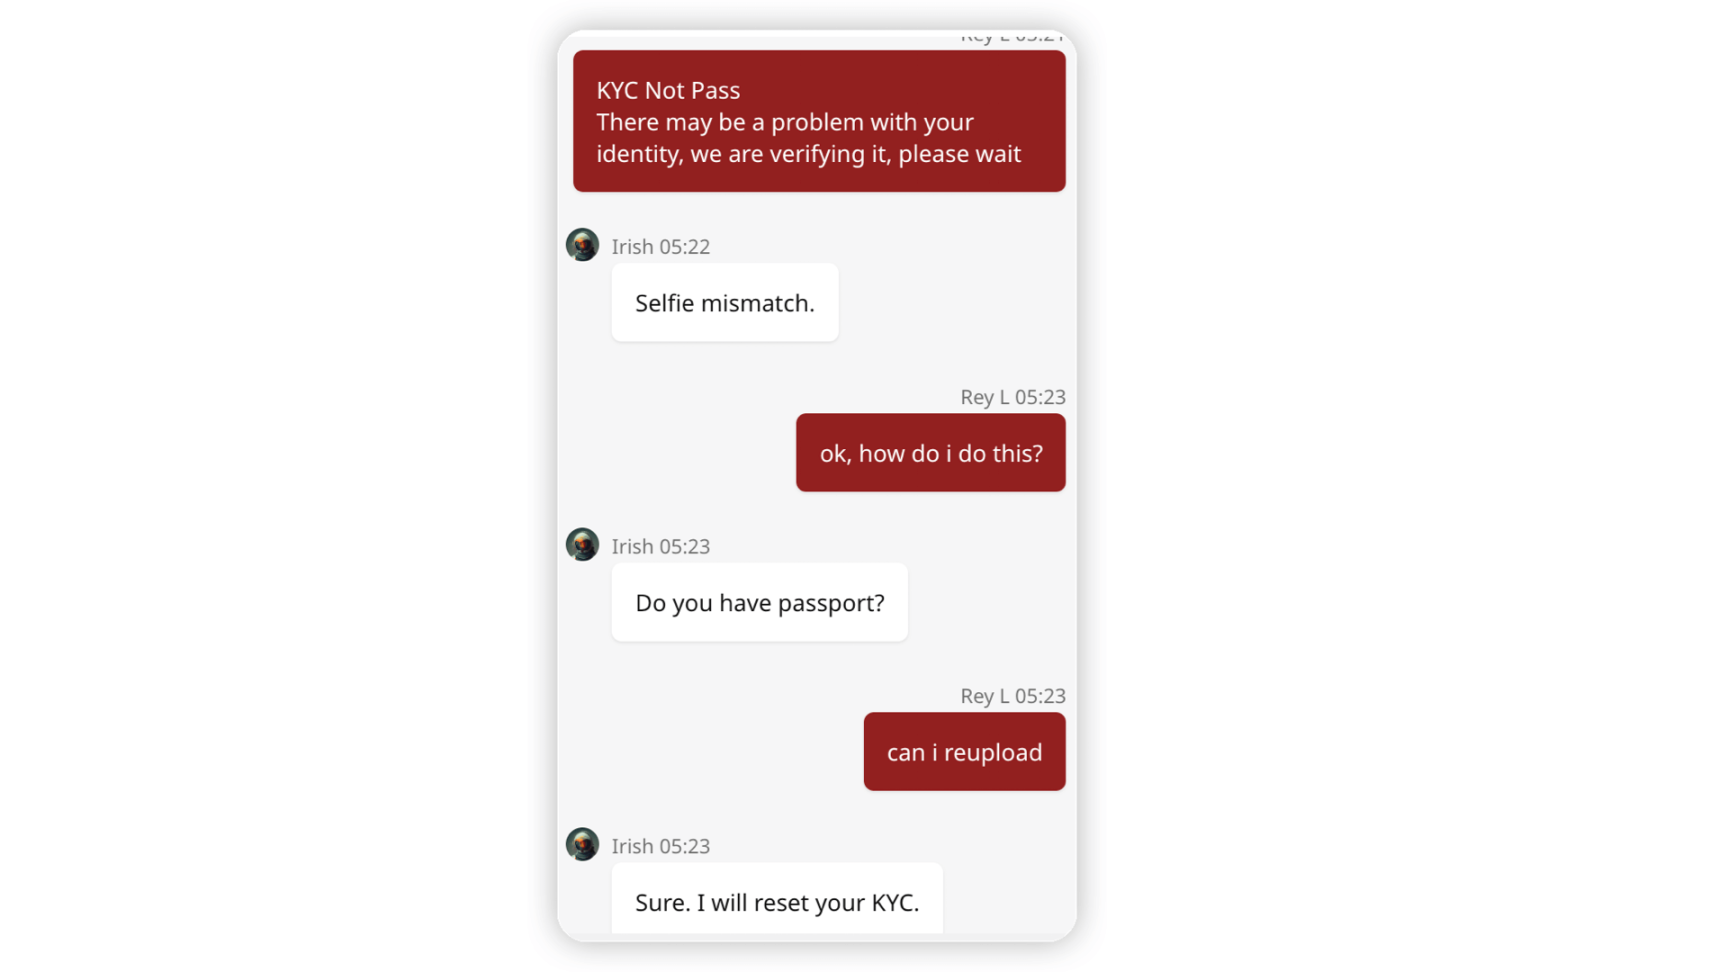 Rey L 05:21
KYC Not Pass
There may be a problem with your
identity, we are verifying it, please wait
Irish 05:22
Selfie mismatch.
Rey L 05:23
ok, how do i do this?
Irish 05:23
Do you have passport?
Rey L 05:23
can i reupload
Irish 05:23
Sure. I will reset your KYC.